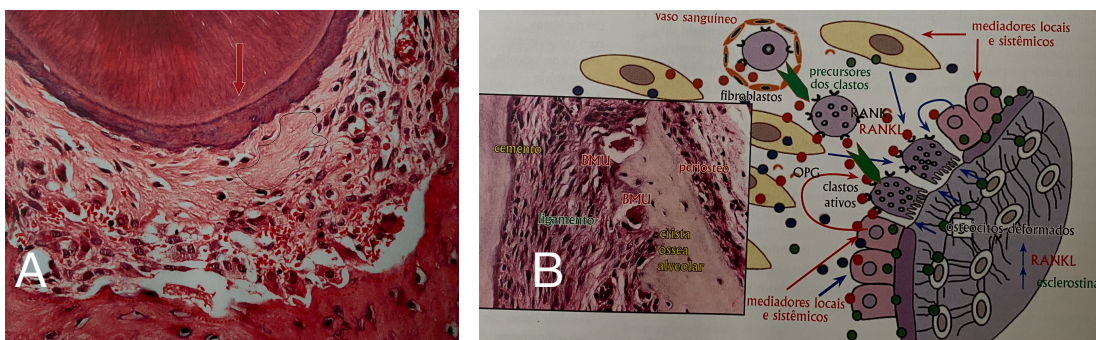 A
vaso sanguíneo
mediadores locais
e sistêmicos
precursores
dos clastos
fibroblastos
RANK
RANKL
cemento
BMU
periósteo
OPG
clastos
ativos
BMU
ligamento
crista
óssea
alveolar
osteócitos deformados
RANKL
esclerostina
B
mediadores locais
e sistêmicos